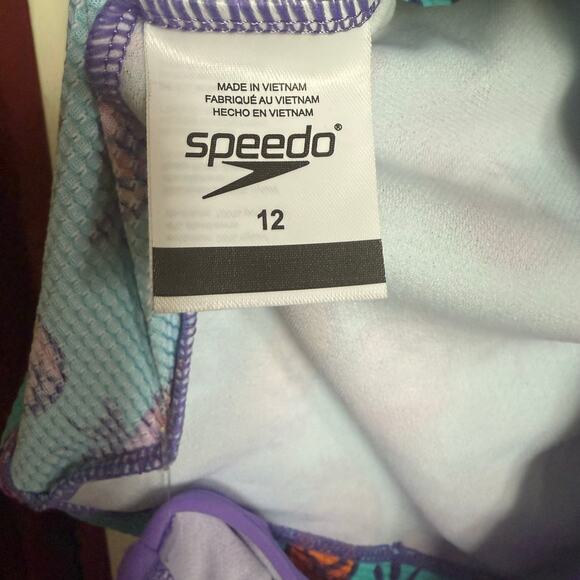 MADE IN VIETNAM
FABRIQUÉ AU VIETNAM
HECHO EN VIETNAM
speedo®
12